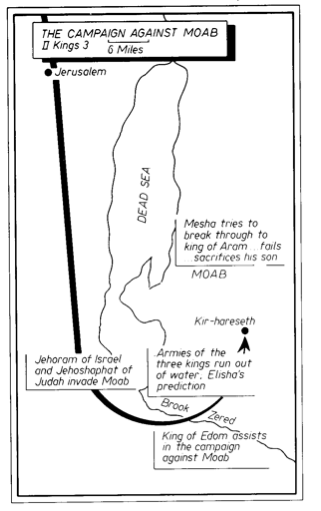 THE CAMPAIGN AGAINST MOAB
II Kings 3
6 Miles
Jerusalem
DEAD SEA
Mesha tries to
break through to
king of Aram...fails
...sacrifices his son
MOAB
Kir-hareseth
Jehoram of Israel
and Jehoshaphat of
Judah invade Moab
Armies of the
three kings run out
of water; Elisha's
prediction
Brook Zered
King of Edom assists
in the campaign
against Moab